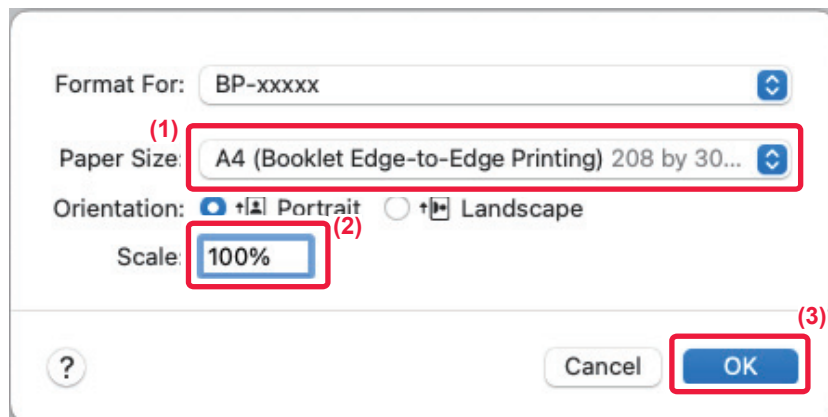 Format For: BP-xxxxx
(1)
Paper Size: A4 (Booklet Edge-to-Edge Printing) 208 by 30...
Orientation: Portrait Landscape
(2)
Scale: 100%
(3)
? Cancel OK